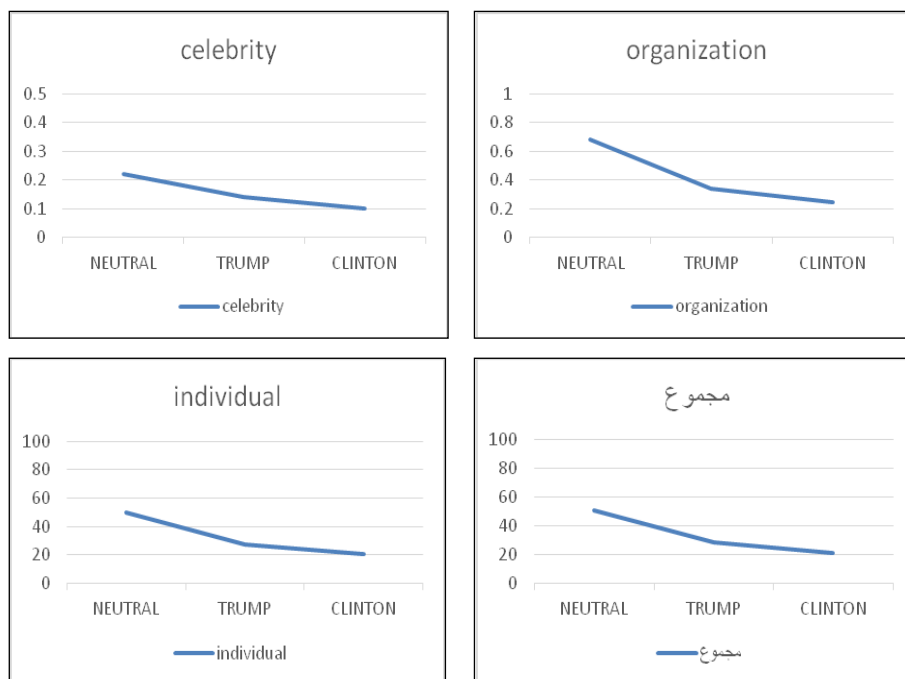 celebrity
0.5
0.4
0.3
0.2
0.1
0
NEUTRAL TRUMP CLINTON
celebrity
organization
1
0.8
0.6
0.4
0.2
0
NEUTRAL TRUMP CLINTON
organization
individual
100
80
60
40
20
0
NEUTRAL TRUMP CLINTON
individual
مجموع
100
80
60
40
20
0
NEUTRAL TRUMP CLINTON
مجموع